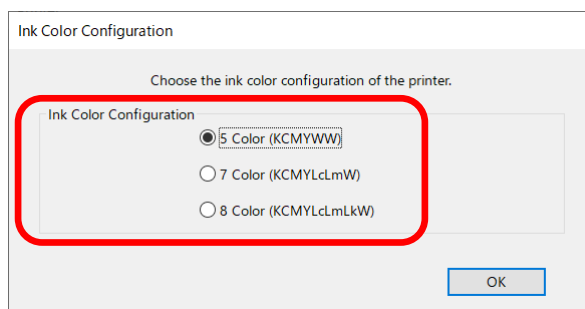 Ink Color Configuration
Choose the ink color configuration of the printer.
Ink Color Configuration
5 Color (KCMYWW)
7 Color (KCMYLcLmW)
8 Color (KCMYLcLmLkW)
OK